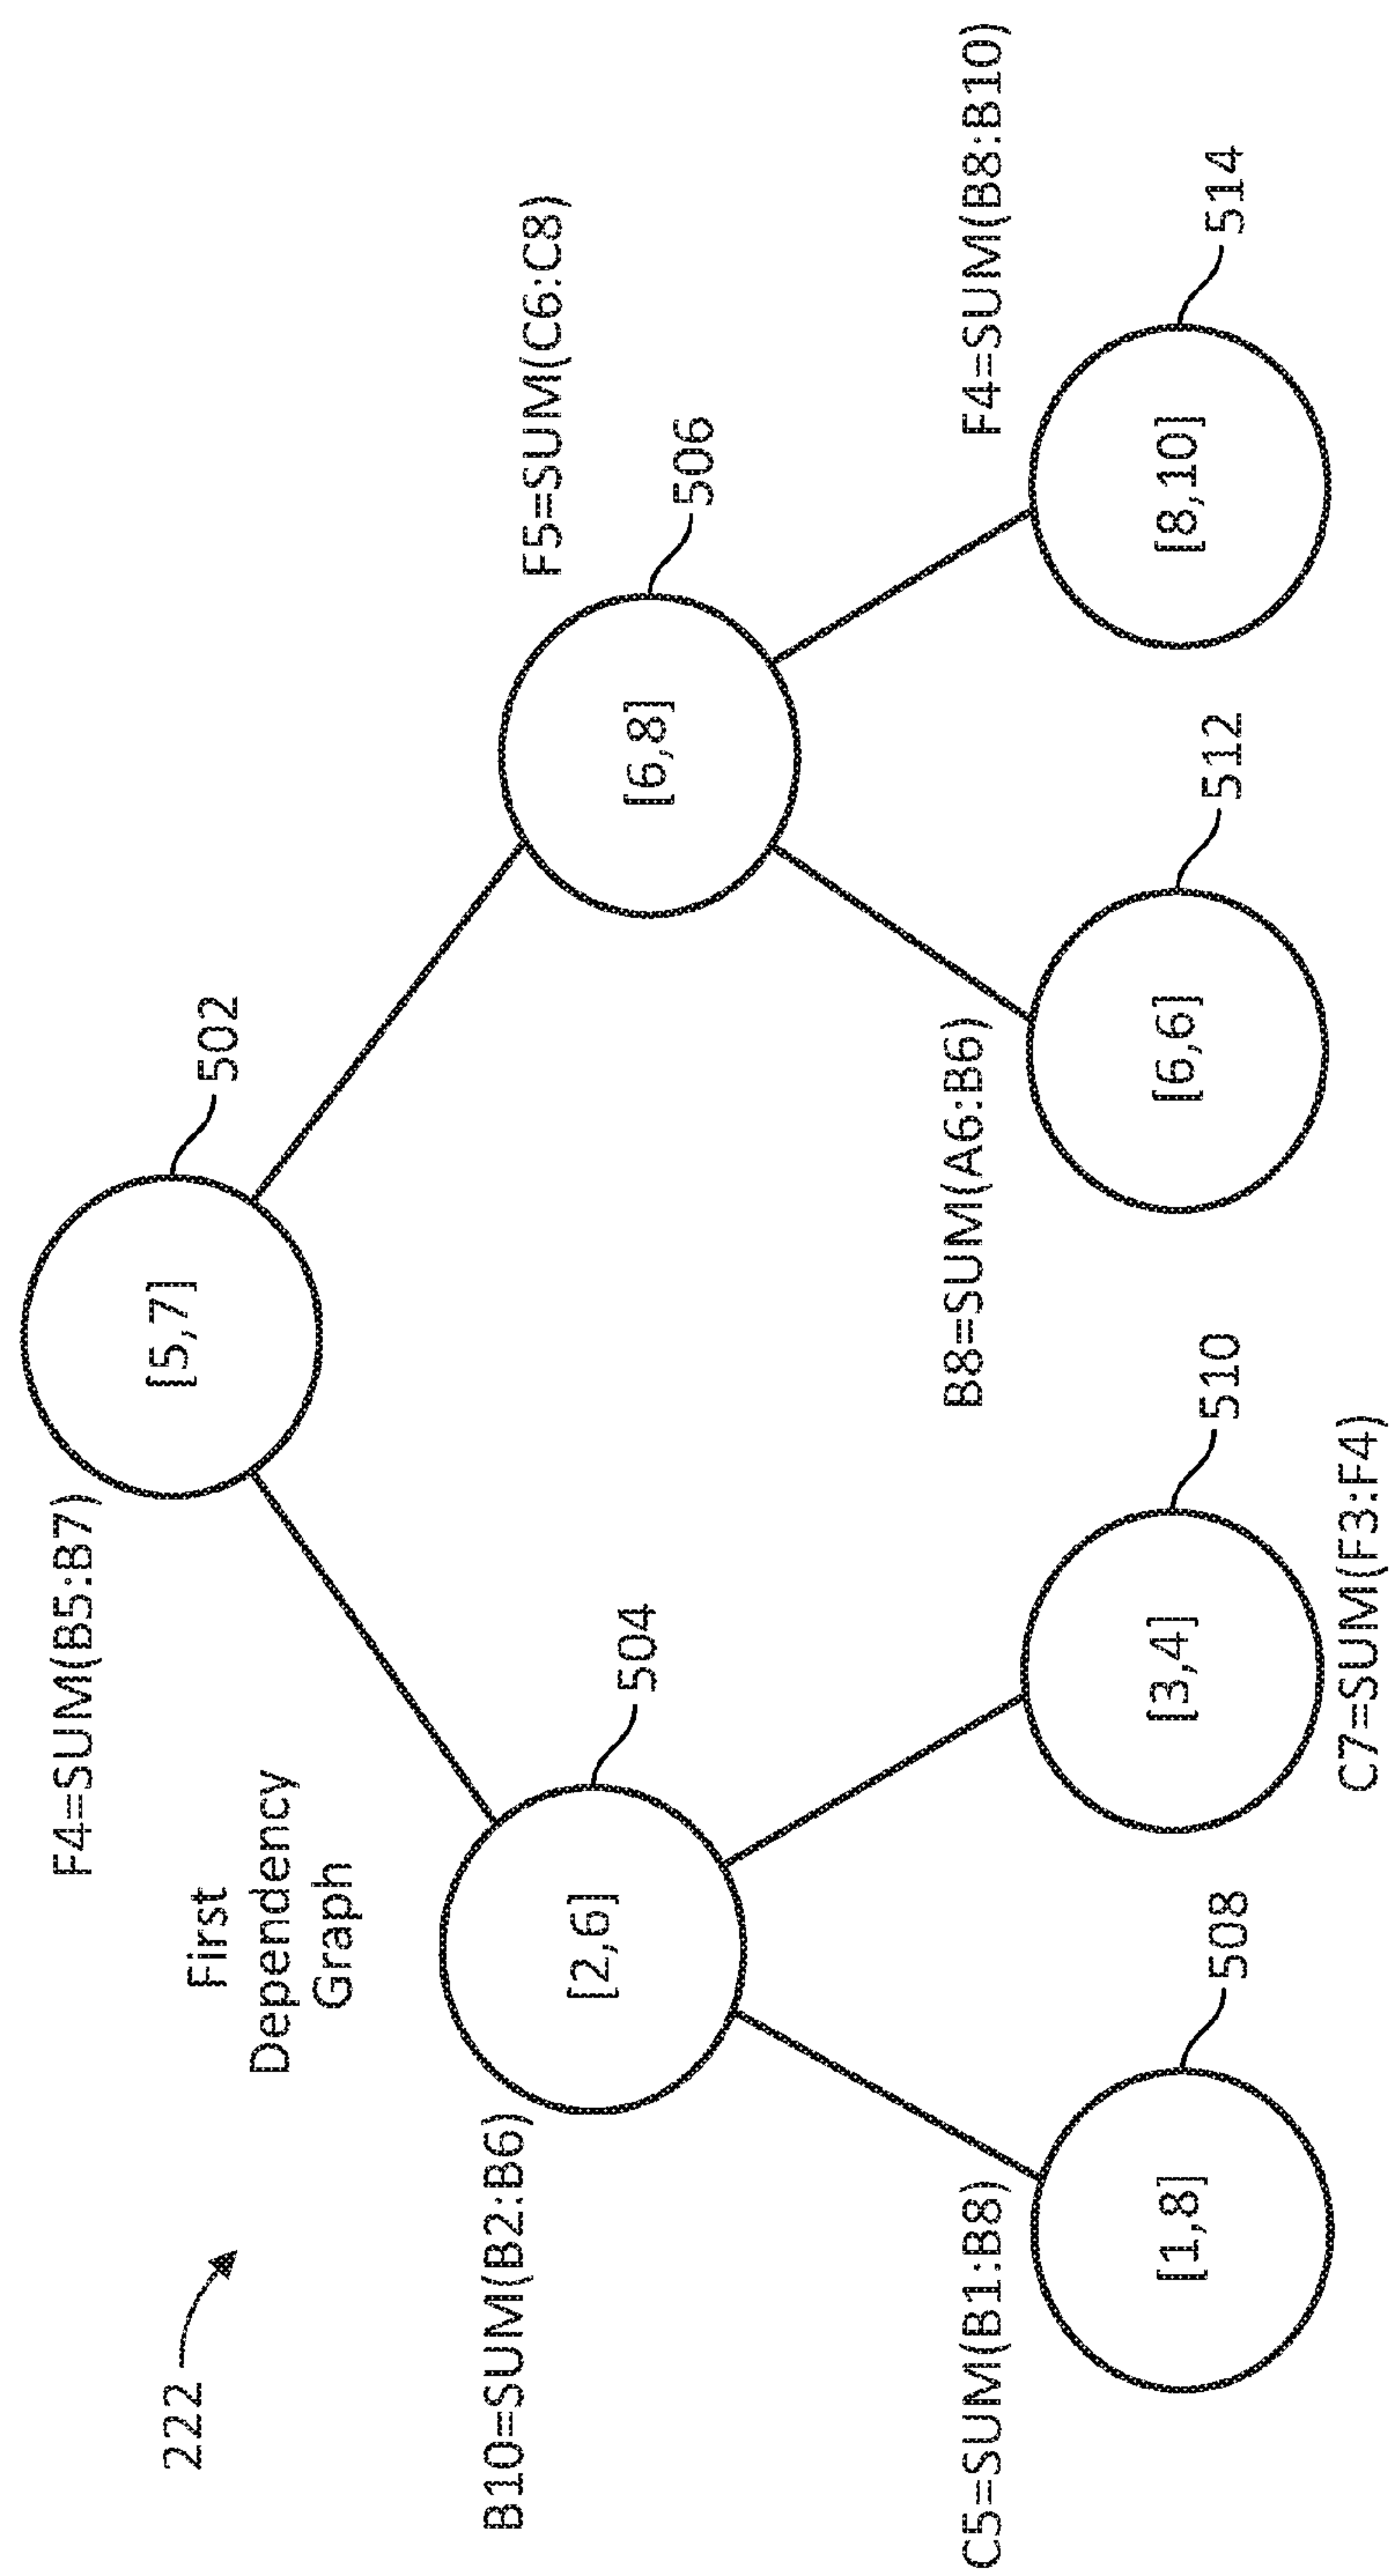 222
First
Dependency
Graph
F4=SUM(B5:B7)
[5,7]
502
B10=SUM(B2:B6)
[2,6]
504
F5=SUM(C6:C8)
[6,8]
506
C5=SUM(B1:B8)
[1,8]
508
[3,4]
510
C7=SUM(F3:F4)
B8=SUM(A6:B6)
[6,6]
512
F4=SUM(B8:B10)
[8,10]
514